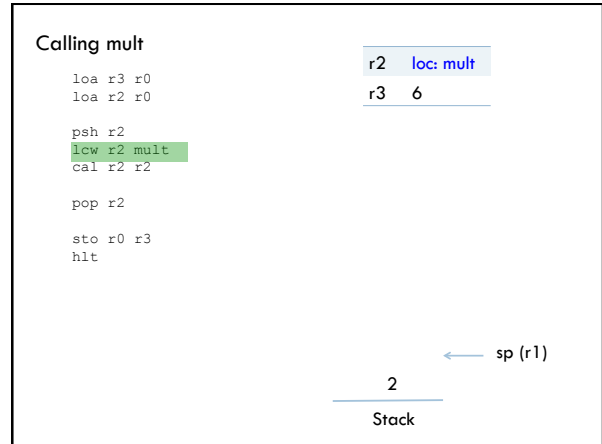 Calling mult
loa r3 r0
loa r2 r0
psh r2
lcw r2 mult
cal r2 r2
pop r2
sto r0 r3
hlt
r2 loc: mult
r3 6
sp (r1)
2
Stack